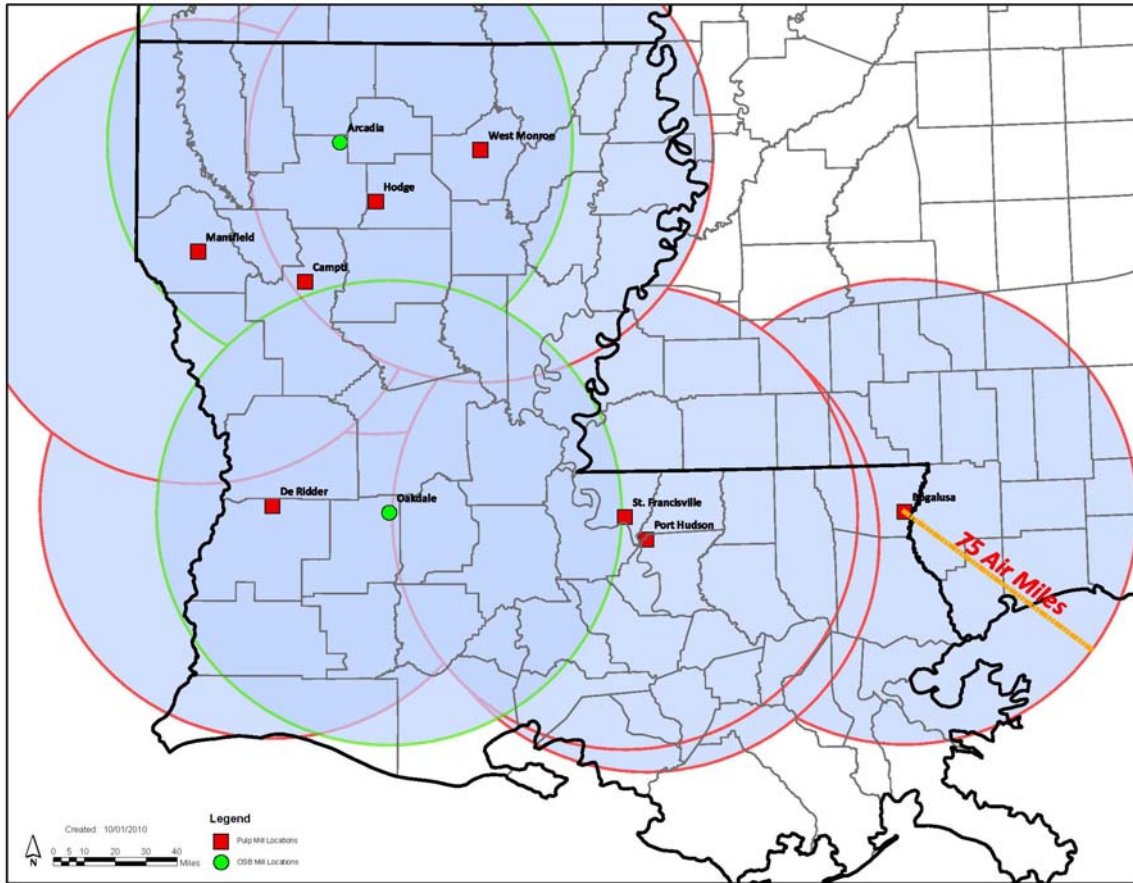 Arcadia
West Monroe
Hodge
Mansfield
Campti
De Ridder
Oakdale
St. Francisville
Port Hudson
Bogalusa
75 Air Miles
Legend
Created: 10/01/2010
Pulp Mill Locations
N
0 5 10 20 30 40
Miles
OSB Mill Locations